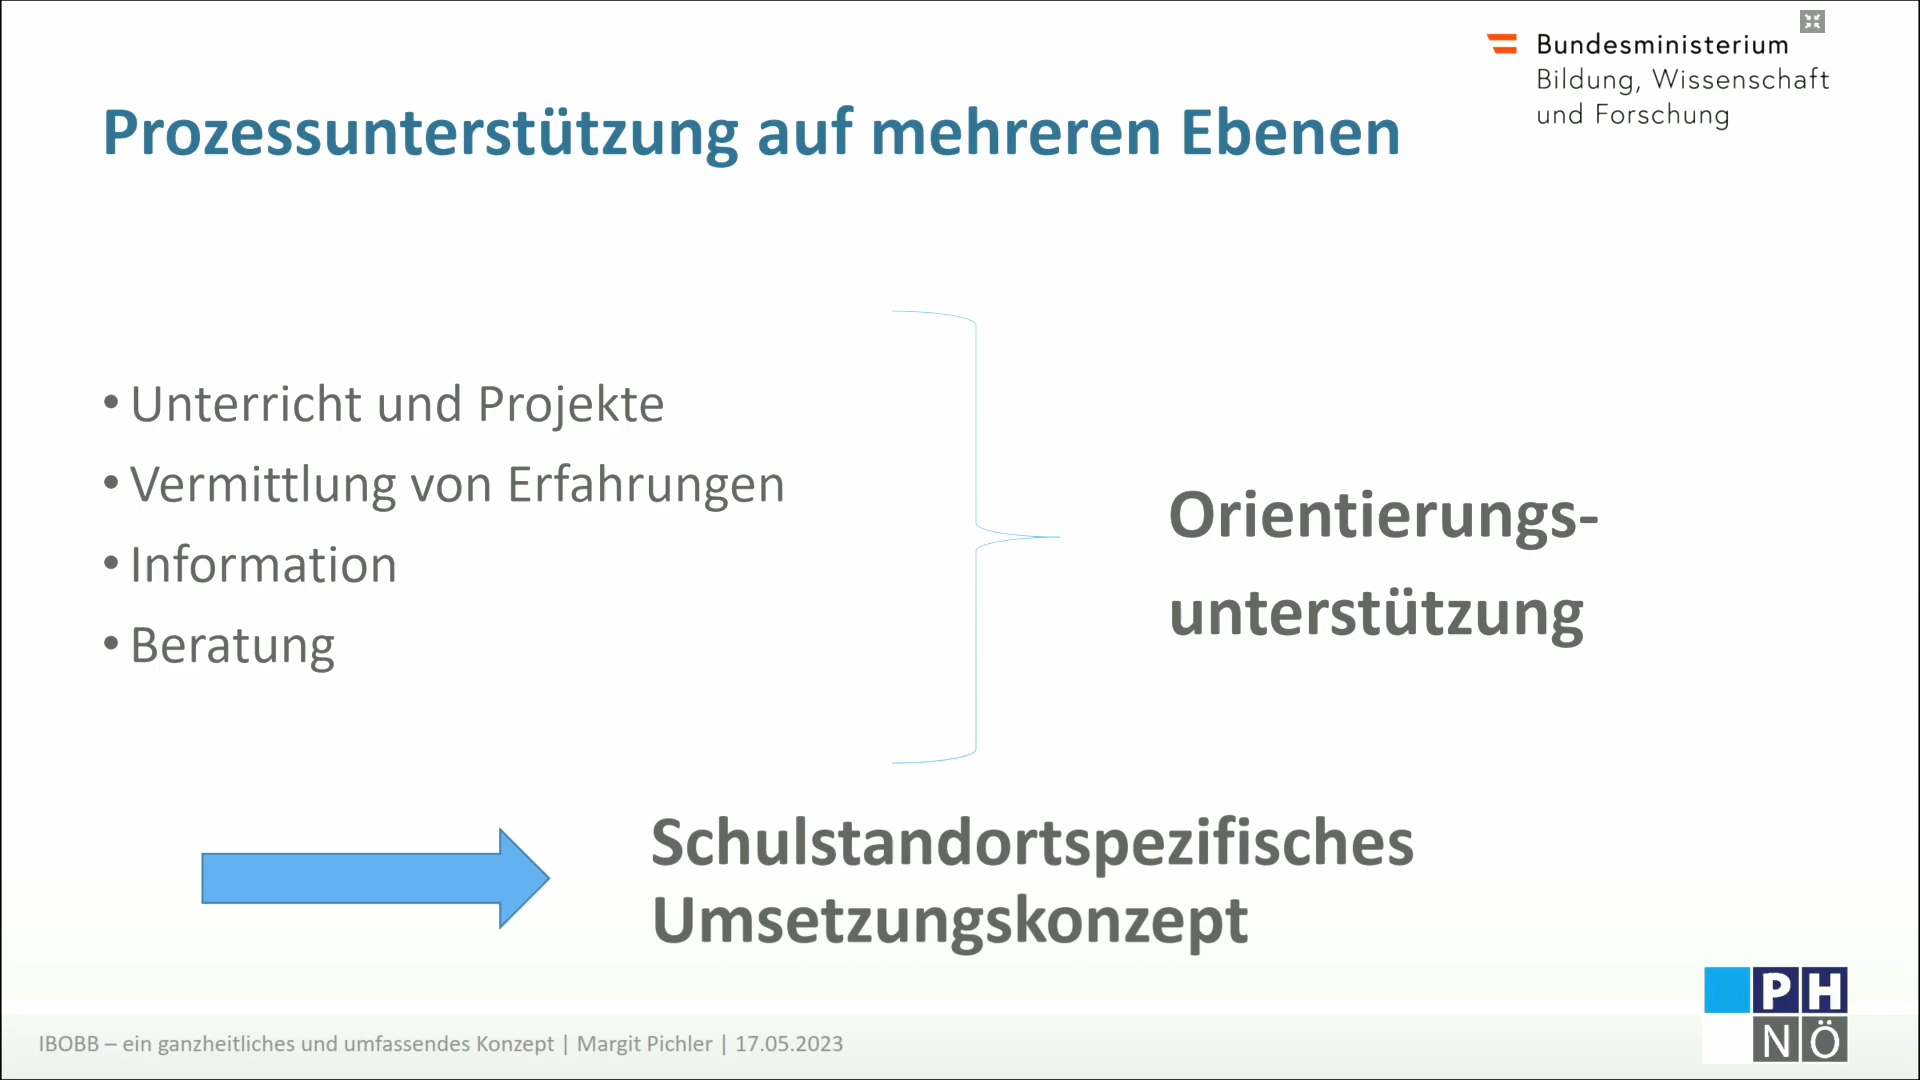 Bundesministerium
Bildung, Wissenschaft
und Forschung
Prozessunterstützung auf mehreren Ebenen
• Unterricht und Projekte
• Vermittlung von Erfahrungen
• Information
• Beratung
Orientierungs-
unterstützung
Schulstandortspezifisches
Umsetzungskonzept
IBOBB – ein ganzheitliches und umfassendes Konzept | Margit Pichler | 17.05.2023
PH
NÖ